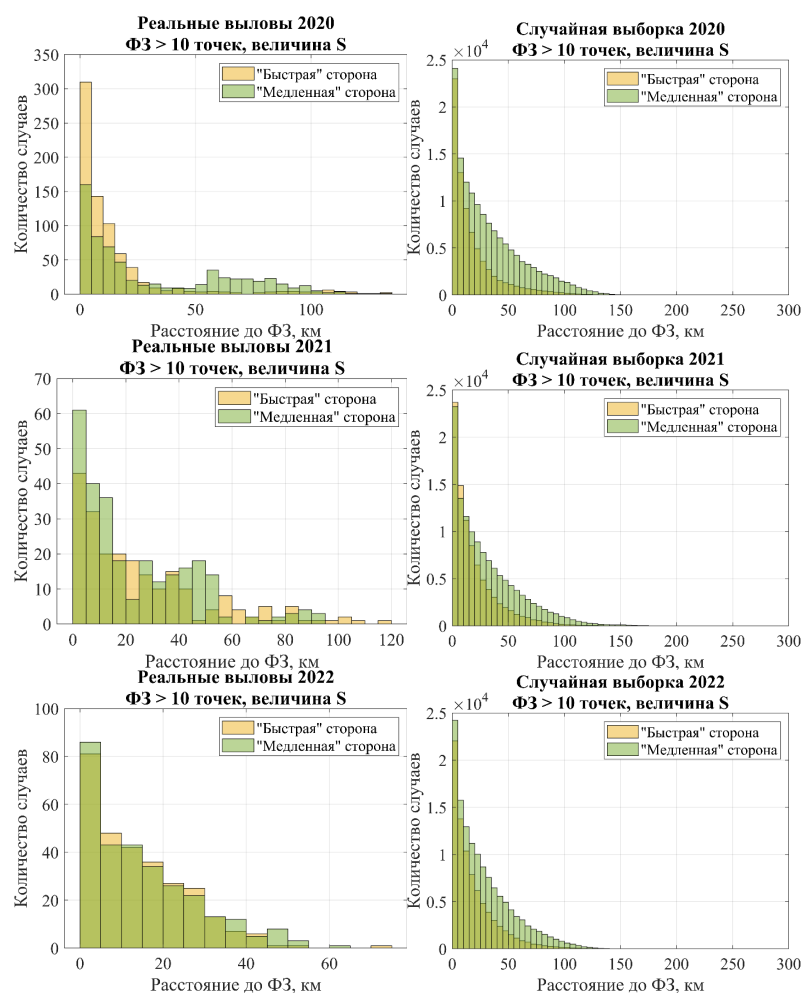 Реальные выловы 2020
ФЗ > 10 точек, величина S
350
300
250
200
150
100
50
0
Количество случаев
"Быстрая" сторона
"Медленная" сторона
0 50 100
Расстояние до ФЗ, км
Случайная выборка 2020
ФЗ > 10 точек, величина S
×10⁴
2.5
2
1.5
1
0.5
0
Количество случаев
"Быстрая" сторона
"Медленная" сторона
0 50 100 150 200 250 300
Расстояние до ФЗ, км
Реальные выловы 2021
ФЗ > 10 точек, величина S
70
60
50
40
30
20
10
0
Количество случаев
"Быстрая" сторона
"Медленная" сторона
0 20 40 60 80 100 120
Расстояние до ФЗ, км
Случайная выборка 2021
ФЗ > 10 точек, величина S
×10⁴
2.5
2
1.5
1
0.5
0
Количество случаев
"Быстрая" сторона
"Медленная" сторона
0 50 100 150 200 250 300
Расстояние до ФЗ, км
Реальные выловы 2022
ФЗ > 10 точек, величина S
100
80
60
40
20
0
Количество случаев
"Быстрая" сторона
"Медленная" сторона
0 20 40 60
Расстояние до ФЗ, км
Случайная выборка 2022
ФЗ > 10 точек, величина S
×10⁴
2.5
2
1.5
1
0.5
0
Количество случаев
"Быстрая" сторона
"Медленная" сторона
0 50 100 150 200 250 300
Расстояние до ФЗ, км